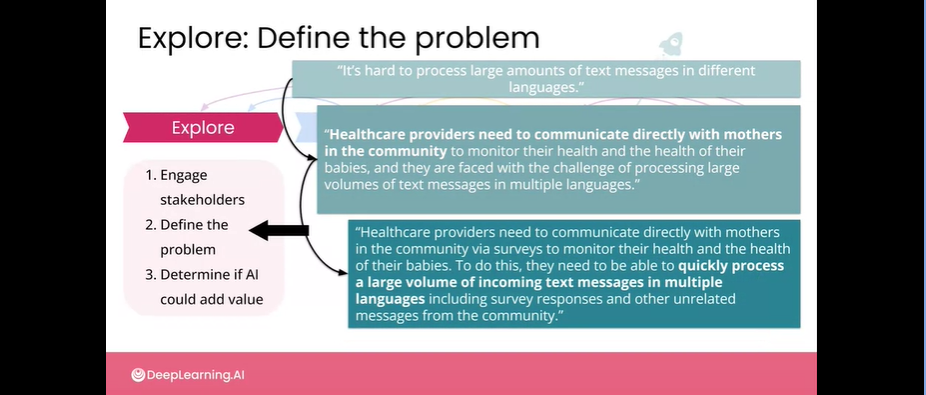 Explore: Define the problem
“It’s hard to process large amounts of text messages in different
languages.”
Explore
“Healthcare providers need to communicate directly with mothers
in the community to monitor their health and the health of their
babies, and they are faced with the challenge of processing large
volumes of text messages in multiple languages.”
1. Engage
stakeholders
2. Define the
problem
3. Determine if AI
could add value
“Healthcare providers need to communicate directly with mothers
in the community via surveys to monitor their health and the health
of their babies. To do this, they need to be able to quickly process
a large volume of incoming text messages in multiple
languages including survey responses and other unrelated
messages from the community.”
DeepLearning.AI